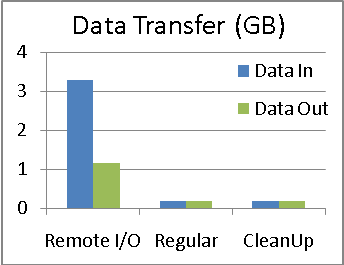 Data Transfer (GB)
4
3
2
1
0
Data In
Data Out
Remote I/O Regular CleanUp